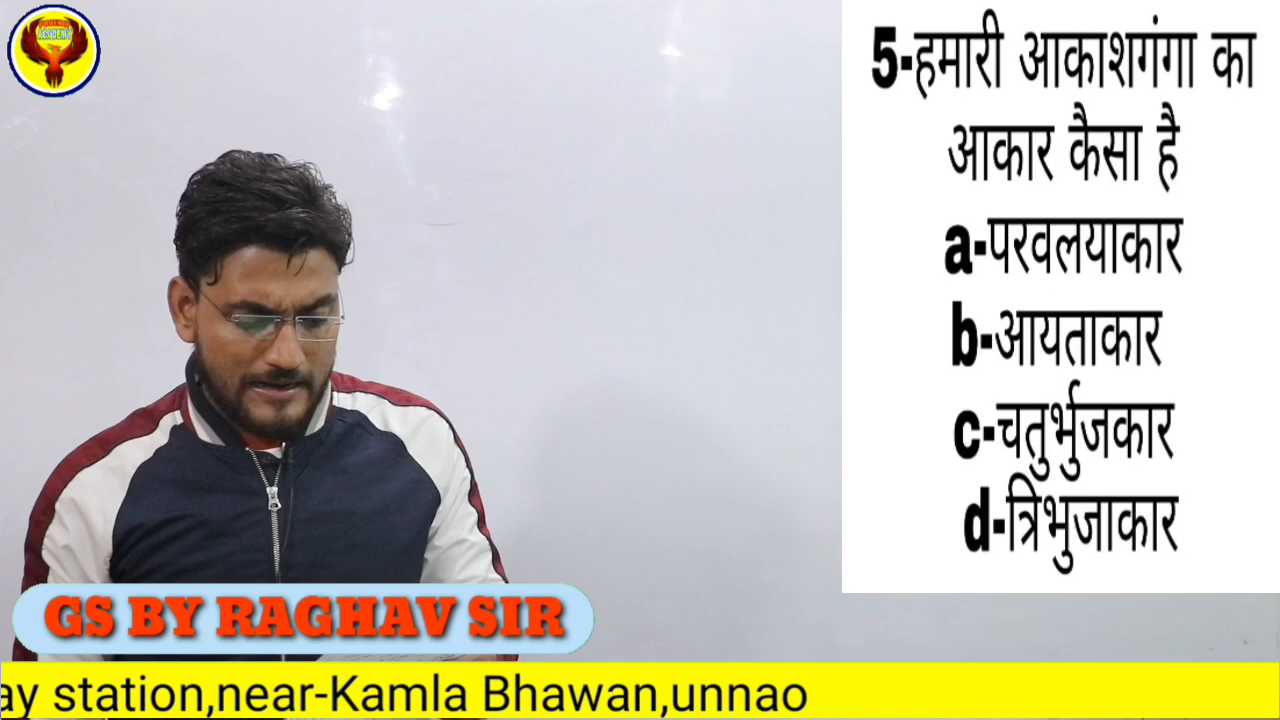 ACADEMY
5-हमारी आकाशगंगा का
आकार कैसा है
a-परवलयाकार
b-आयताकार
c-चतुर्भुजकार
d-त्रिभुजाकार
GS BY RAGHAV SIR
ay station,near-Kamla Bhawan,unnao